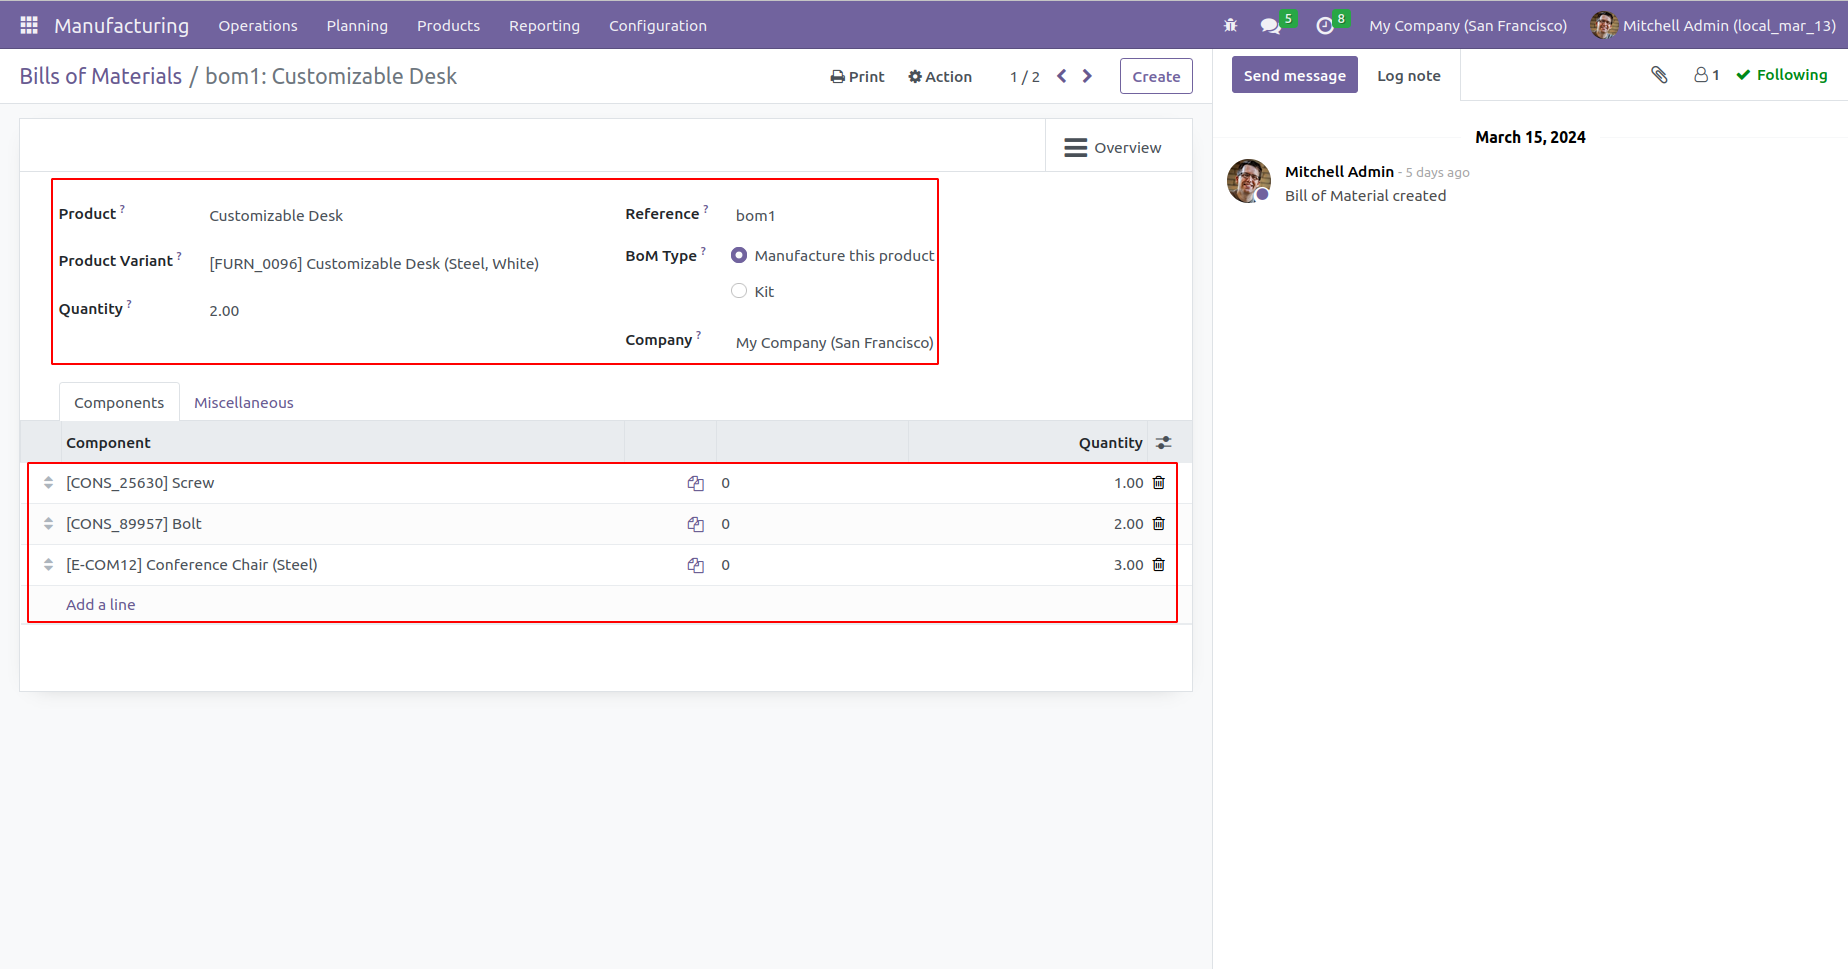 Manufacturing Operations Planning Products Reporting Configuration 5 8 My Company (San Francisco) Mitchell Admin (local_mar_13)
Bills of Materials / bom1: Customizable Desk Print Action 1 / 2 Create
Send message Log note 1 Following
Overview
Product ? Customizable Desk
Product Variant ? [FURN_0096] Customizable Desk (Steel, White)
Quantity ? 2.00
Reference ? bom1
BoM Type ? Manufacture this product
Kit
Company ? My Company (San Francisco)
Components Miscellaneous
Component Quantity
[CONS_25630] Screw 0 1.00
[CONS_89957] Bolt 0 2.00
[E-COM12] Conference Chair (Steel) 0 3.00
Add a line
March 15, 2024
Mitchell Admin - 5 days ago
Bill of Material created